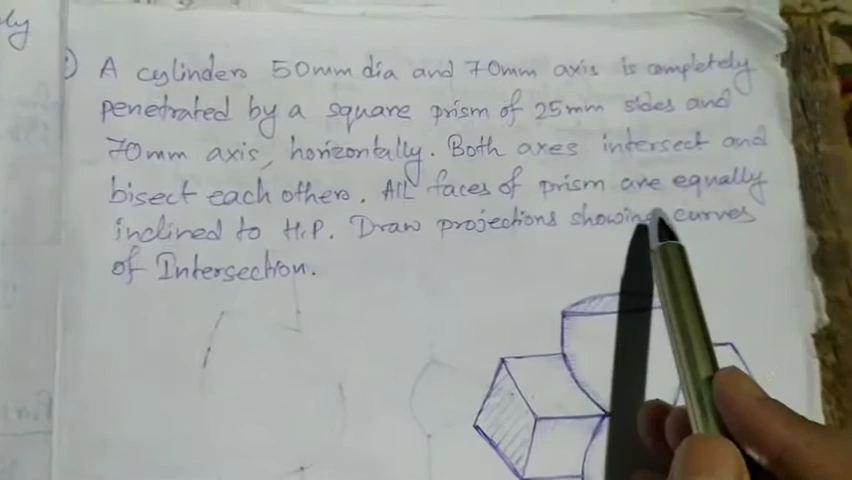 A cylinder 50mm dia and 70mm axis is completely
penetrated by a square prism of 25mm sides and
70mm axis, horizontally. Both axes intersect and
bisect each other. All faces of prism are equally
inclined to H.P. Draw projections showing curves
of Intersection.